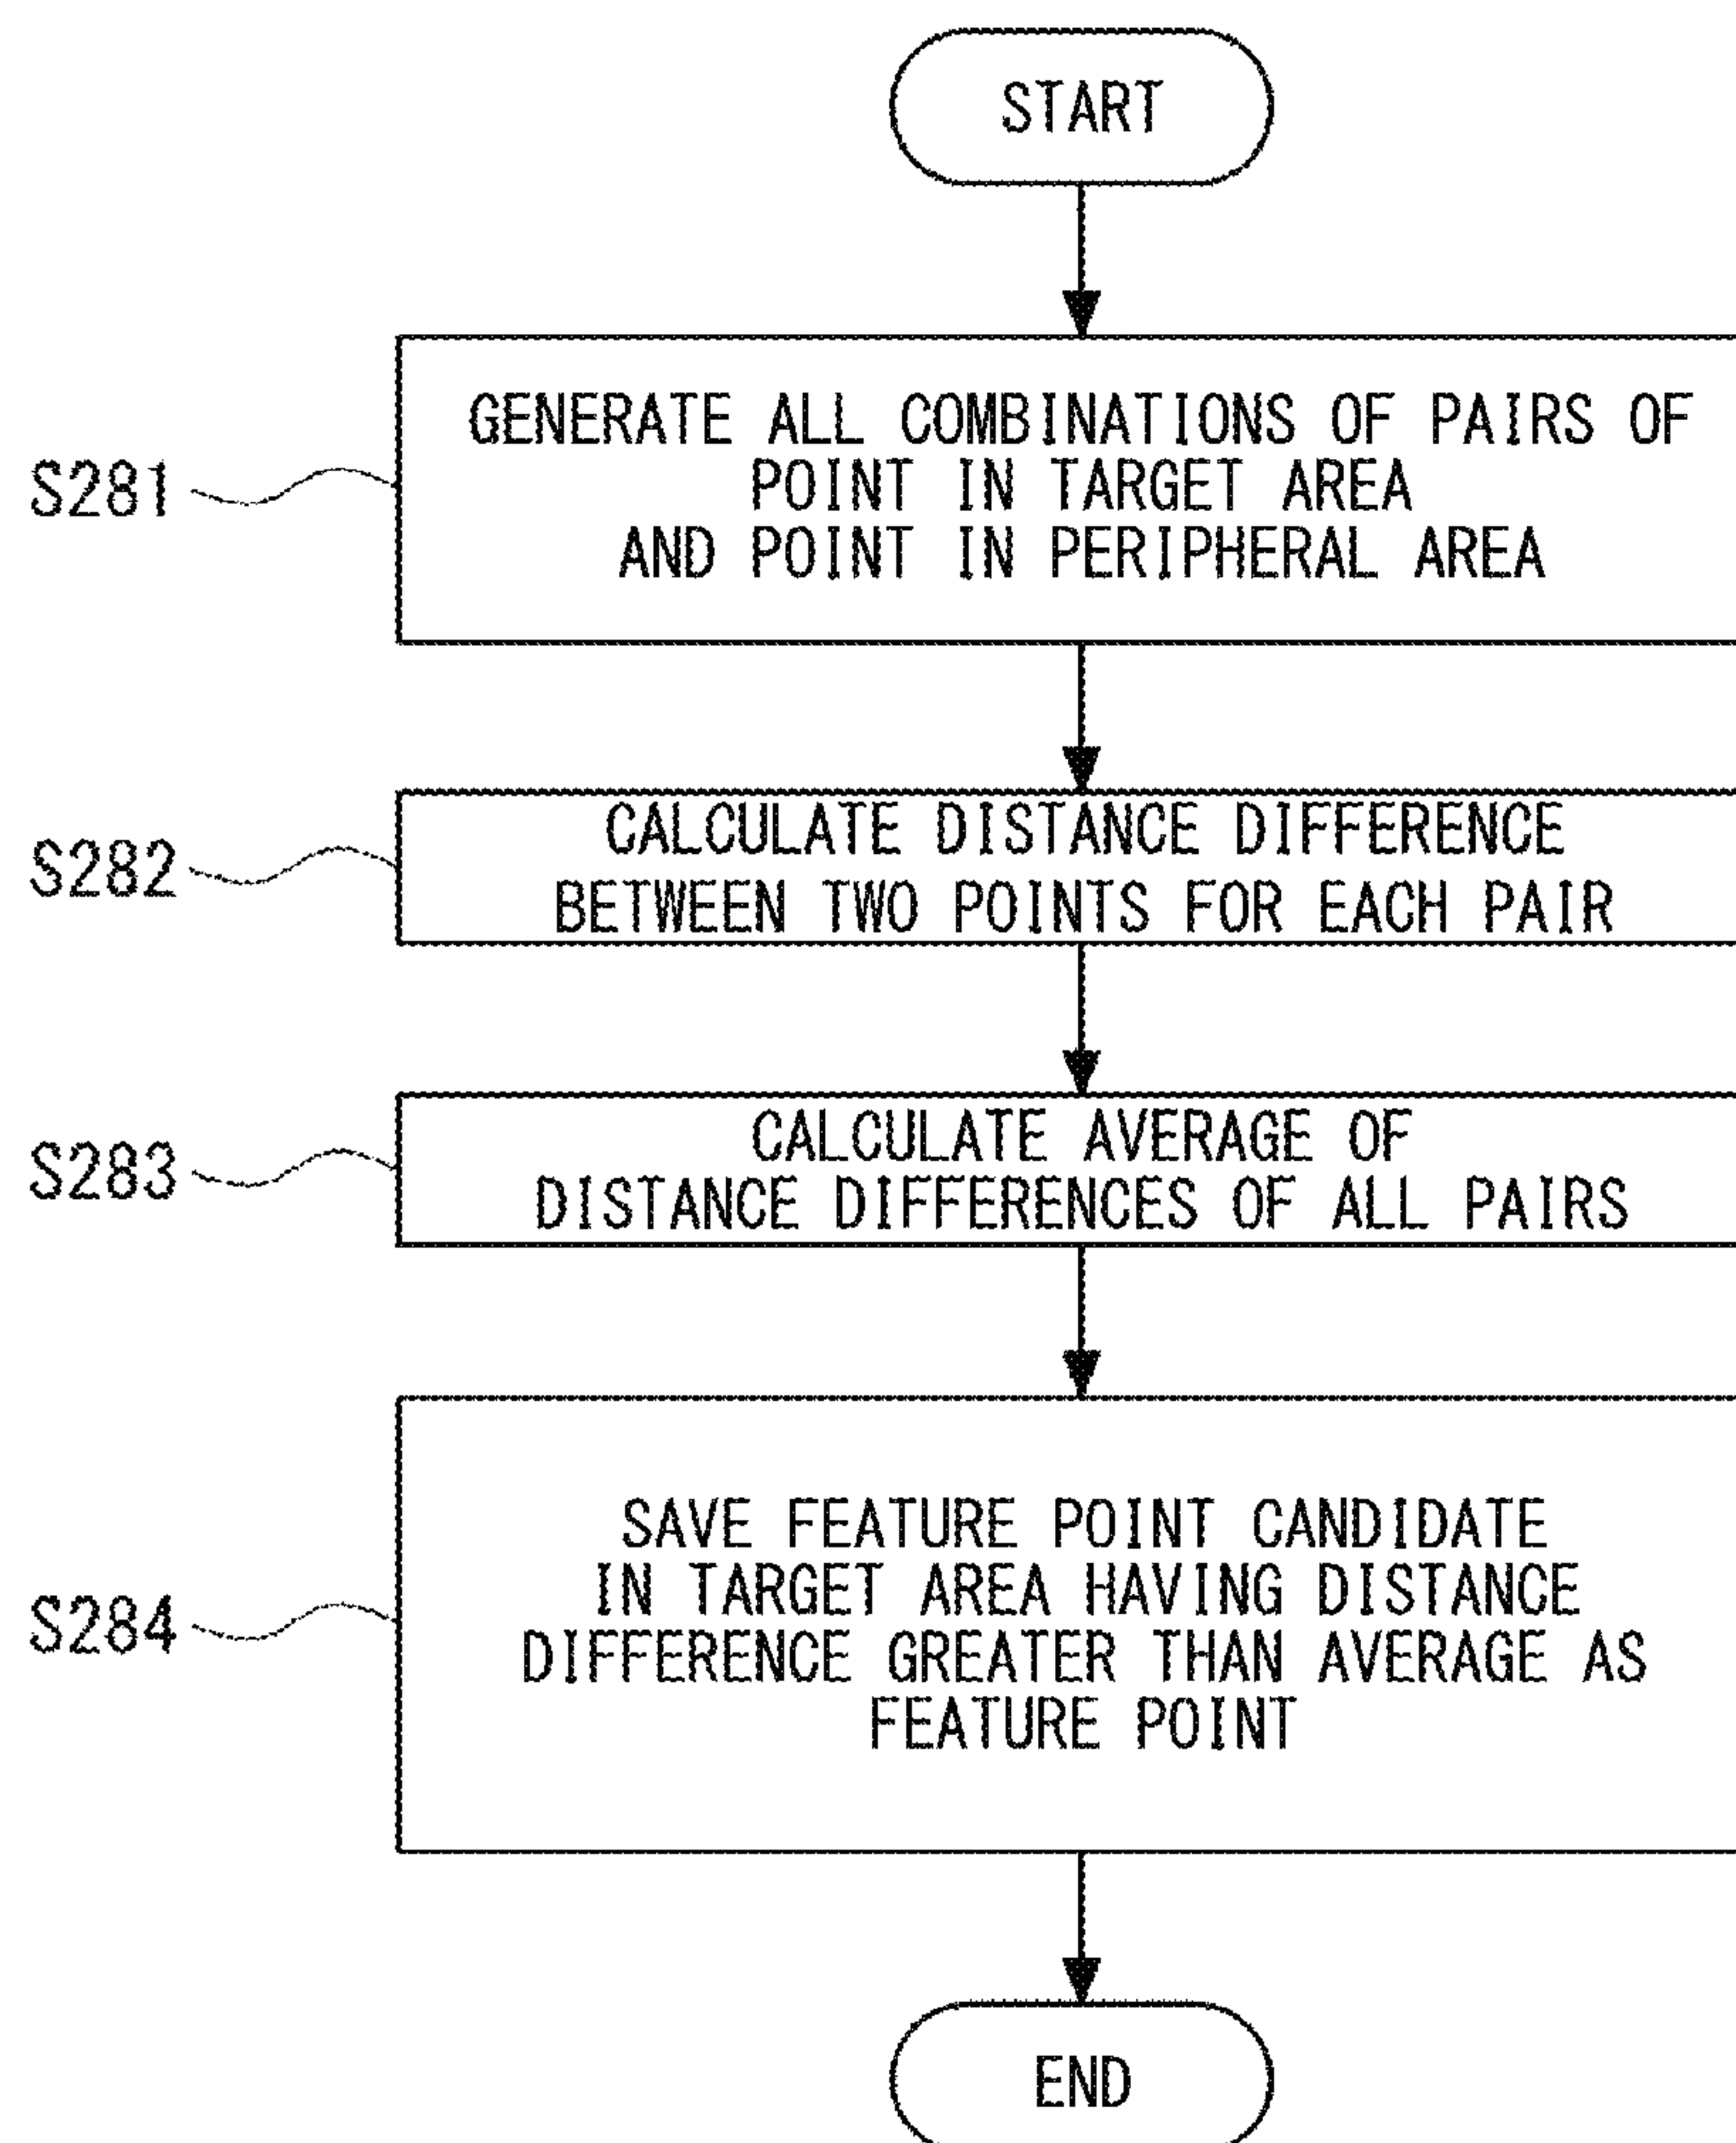 START
S281
GENERATE ALL COMBINATIONS OF PAIRS OF
POINT IN TARGET AREA
AND POINT IN PERIPHERAL AREA
S282
CALCULATE DISTANCE DIFFERENCE
BETWEEN TWO POINTS FOR EACH PAIR
S283
CALCULATE AVERAGE OF
DISTANCE DIFFERENCES OF ALL PAIRS
S284
SAVE FEATURE POINT CANDIDATE
IN TARGET AREA HAVING DISTANCE
DIFFERENCE GREATER THAN AVERAGE AS
FEATURE POINT
END